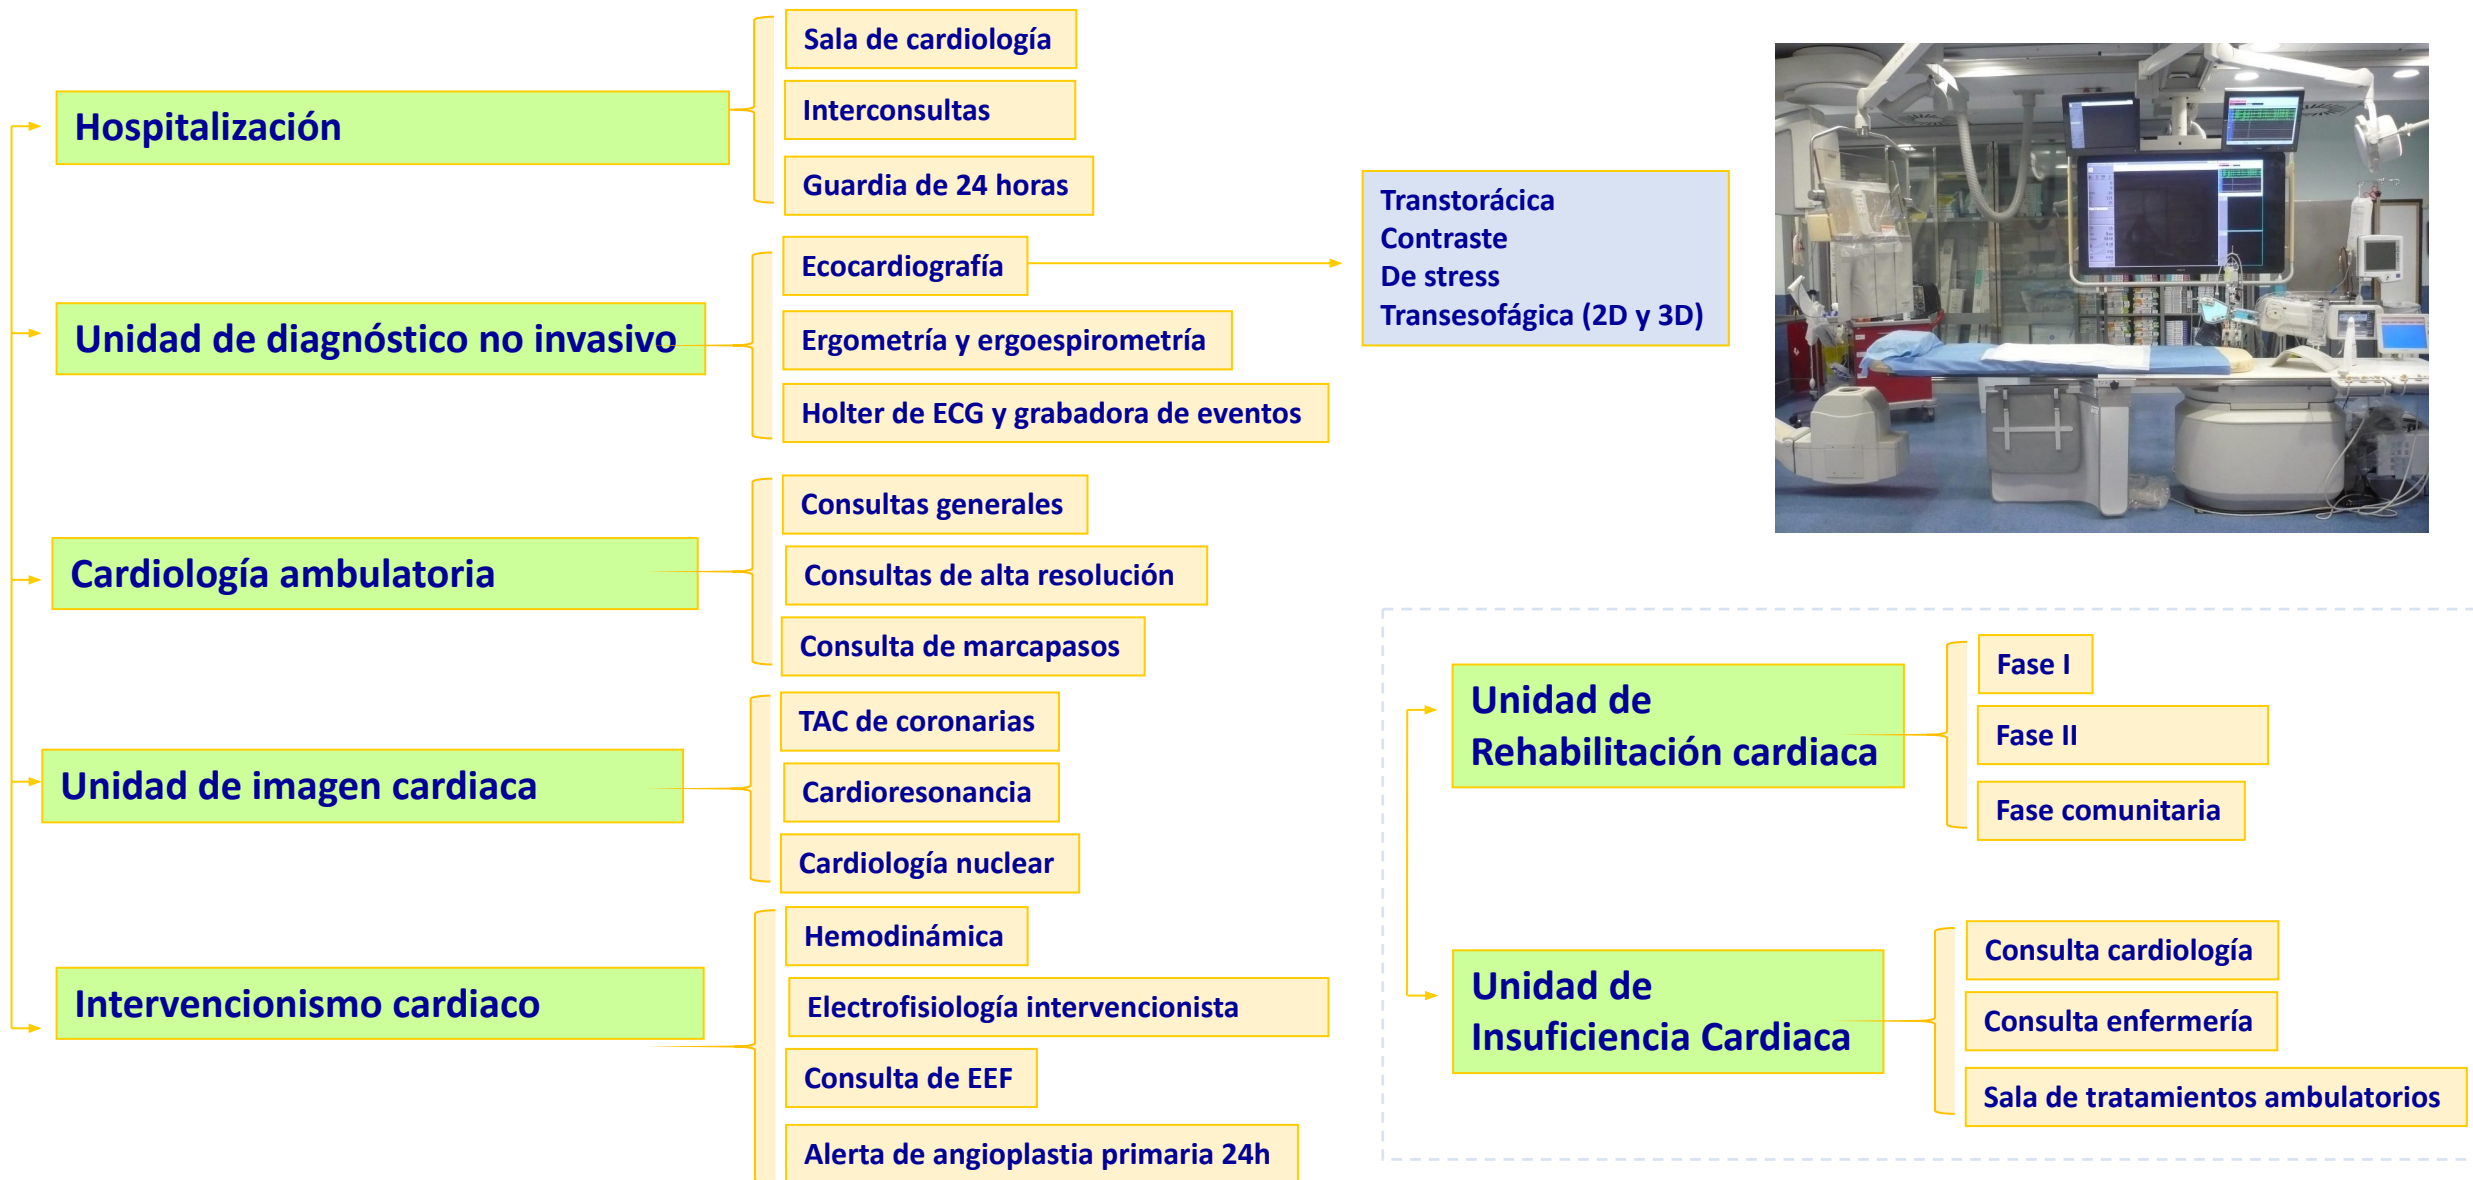 Hospitalización
Sala de cardiología
Interconsultas
Guardia de 24 horas
Unidad de diagnóstico no invasivo
Ecocardiografía
Transtorácica
Contraste
De stress
Transesofágica (2D y 3D)
Ergometría y ergoespirometría
Holter de ECG y grabadora de eventos
Cardiología ambulatoria
Consultas generales
Consultas de alta resolución
Consulta de marcapasos
Unidad de imagen cardiaca
TAC de coronarias
Cardioresonancia
Cardiología nuclear
Intervencionismo cardiaco
Hemodinámica
Electrofisiología intervencionista
Consulta de EEF
Alerta de angioplastia primaria 24h
Unidad de
Rehabilitación cardiaca
Fase I
Fase II
Fase comunitaria
Unidad de
Insuficiencia Cardiaca
Consulta cardiología
Consulta enfermería
Sala de tratamientos ambulatorios